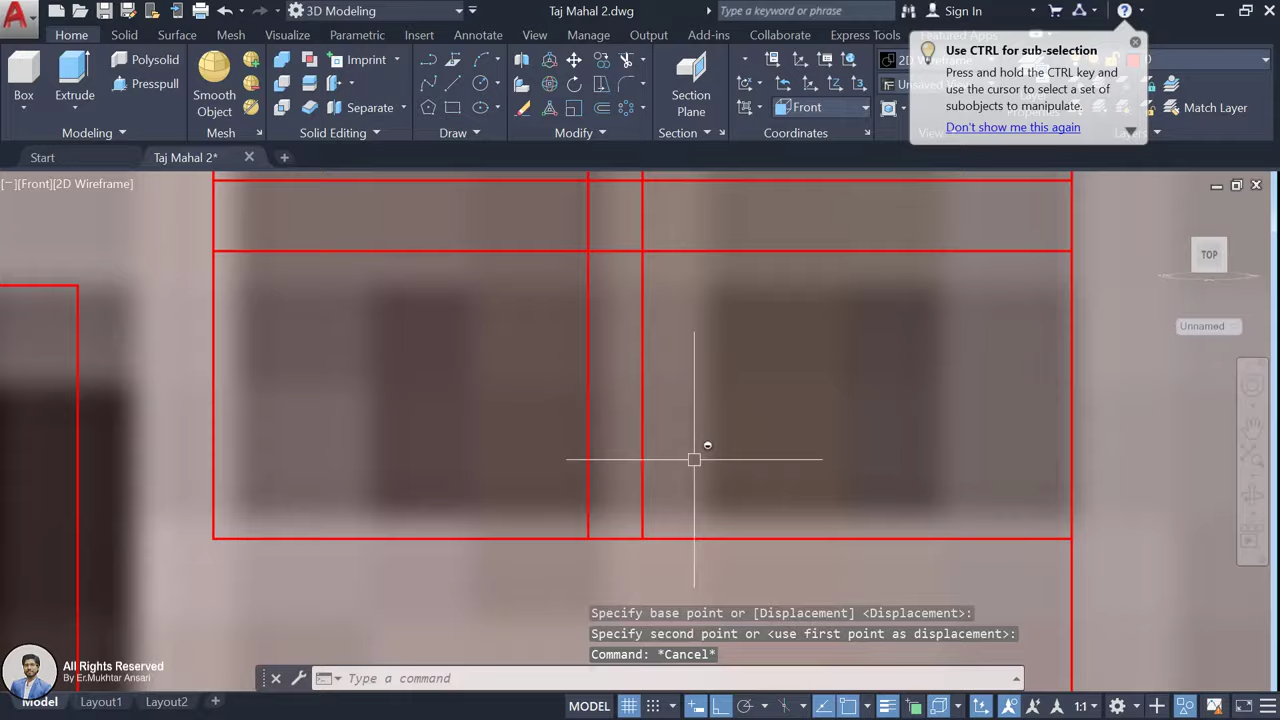 3D Modeling
Taj Mahal 2.dwg
Type a keyword or phrase
Sign In
Home
Solid
Surface
Mesh
Visualize
Parametric
Insert
Annotate
View
Manage
Output
Add-ins
Collaborate
Express Tools
Featured Apps
Box
Extrude
Polysolid
Presspull
Smooth
Object
Imprint
Separate
Section
Plane
Front
2D Wireframe
Match Layer
Modeling
Mesh
Solid Editing
Draw
Modify
Section
Coordinates
View
Layers
Use CTRL for sub-selection
Press and hold the CTRL key and
use the cursor to select a set of
subobjects to manipulate.
Don't show me this again
Start
Taj Mahal 2*
[−][Front][2D Wireframe]
TOP
Unnamed
Specify base point or [Displacement] <Displacement>:
Specify second point or <use first point as displacement>:
Command: *Cancel*
Type a command
All Rights Reserved
By Er.Mukhtar Ansari
Model
Layout1
Layout2
MODEL
1:1